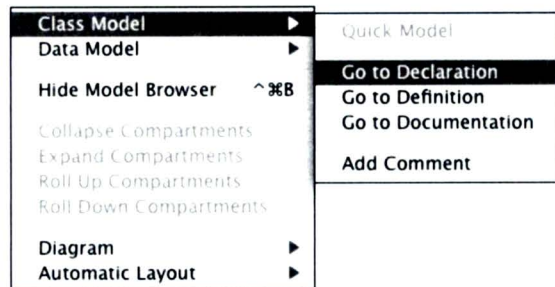 Class Model
Data Model
Hide Model Browser ^⌘B
Collapse Compartments
Expand Compartments
Roll Up Compartments
Roll Down Compartments
Diagram
Automatic Layout
Quick Model
Go to Declaration
Go to Definition
Go to Documentation
Add Comment